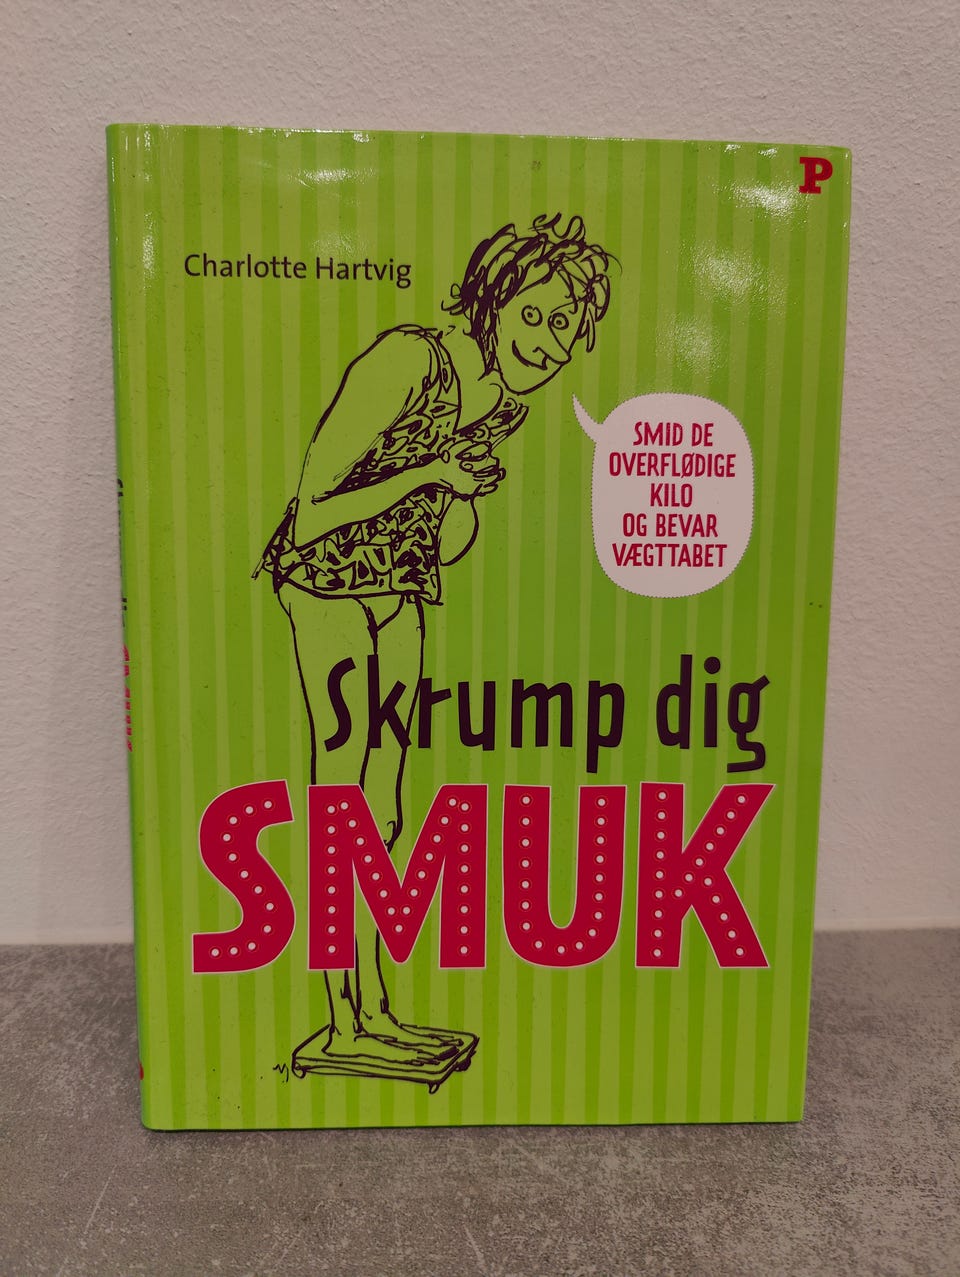 P
Charlotte Hartvig
SMID DE
OVERFLØDIGE
KILO
OG BEVAR
VÆGTTABET
Skrump dig
SMUK